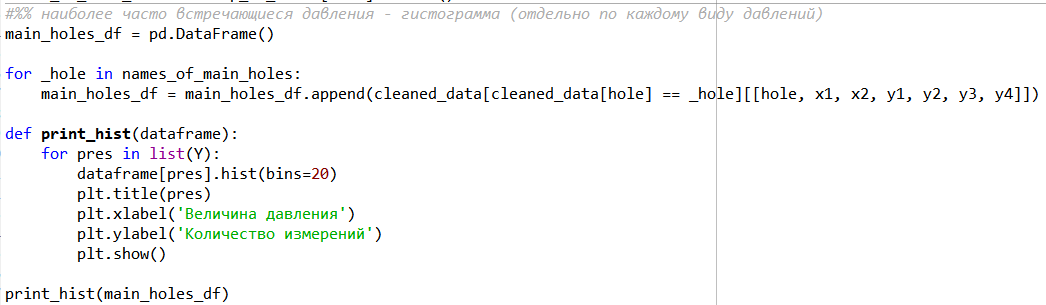 #%% наиболее часто встречающиеся давления - гистограмма (отдельно по каждому виду давлений)
main_holes_df = pd.DataFrame()
for _hole in names_of_main_holes:
    main_holes_df = main_holes_df.append(cleaned_data[cleaned_data[hole] == _hole][[hole, x1, x2, y1, y2, y3, y4]])
def print_hist(dataframe):
    for pres in list(Y):
        dataframe[pres].hist(bins=20)
        plt.title(pres)
        plt.xlabel('Величина давления')
        plt.ylabel('Количество измерений')
        plt.show()
print_hist(main_holes_df)